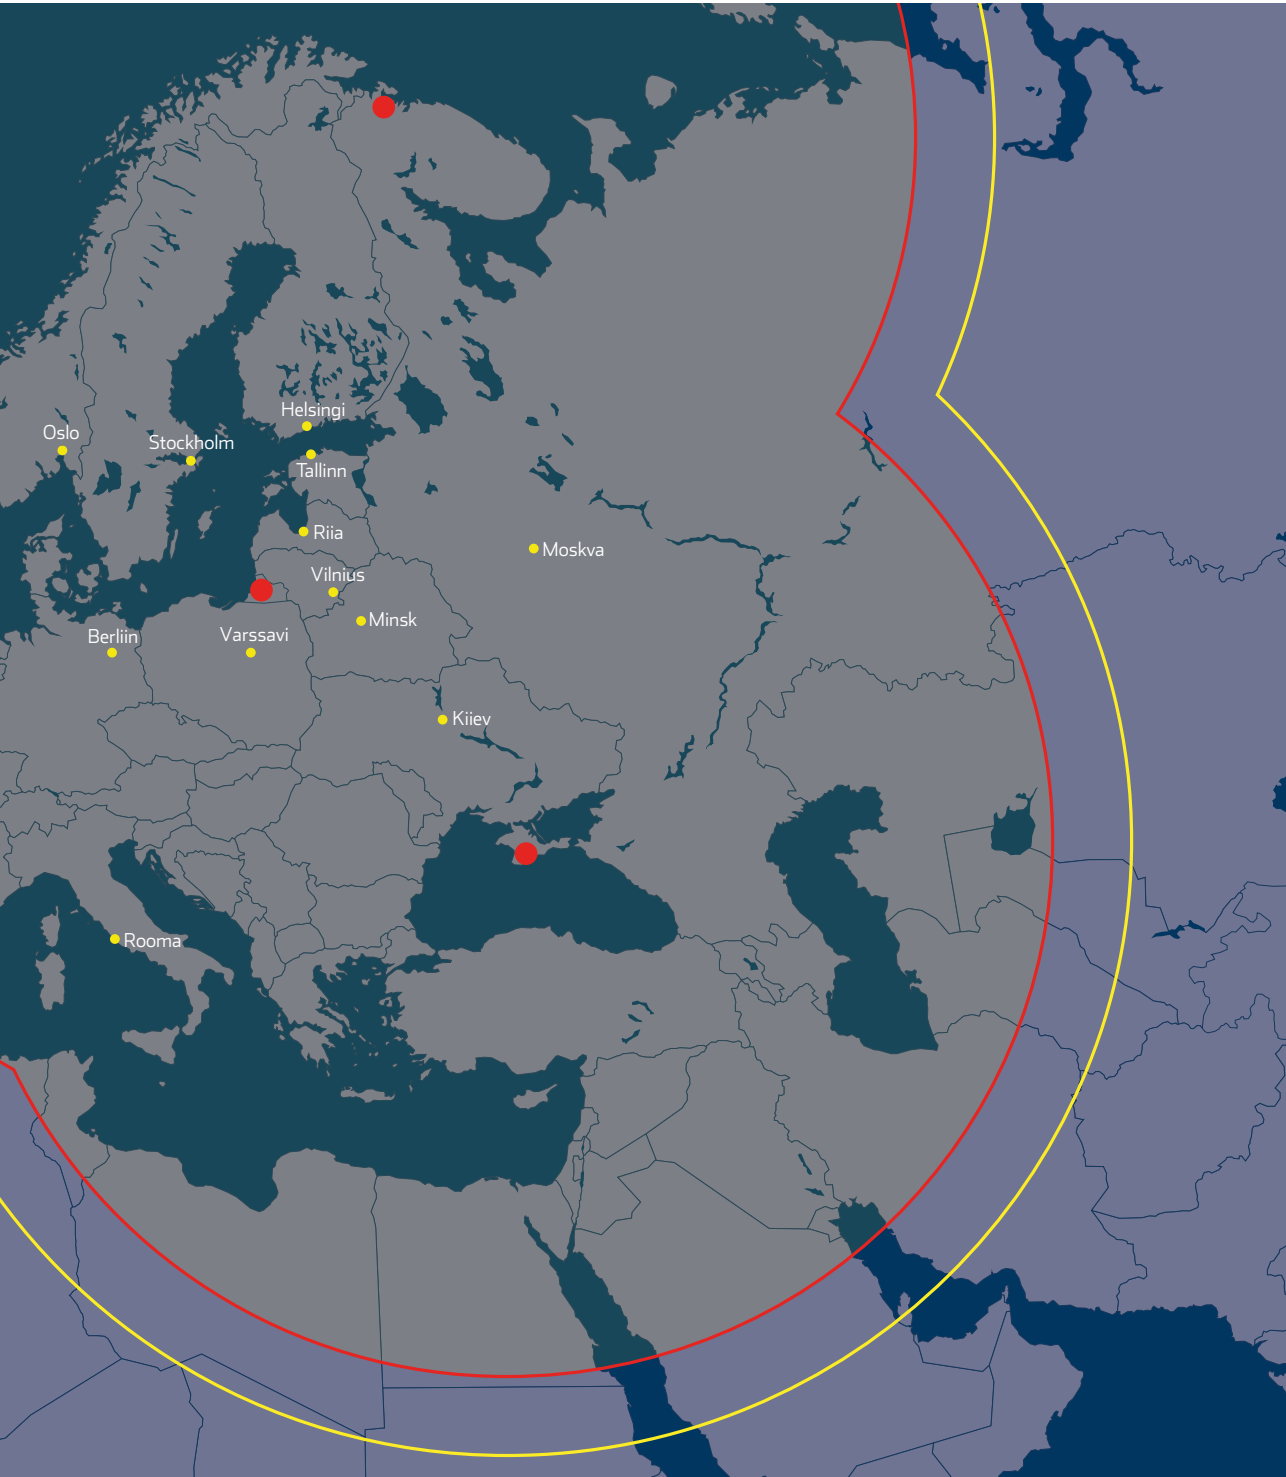 Helsingi
Oslo
Stockholm
Tallinn
Riia
Moskva
Vilnius
Minsk
Berliin
Varssavi
Kiiev
Rooma